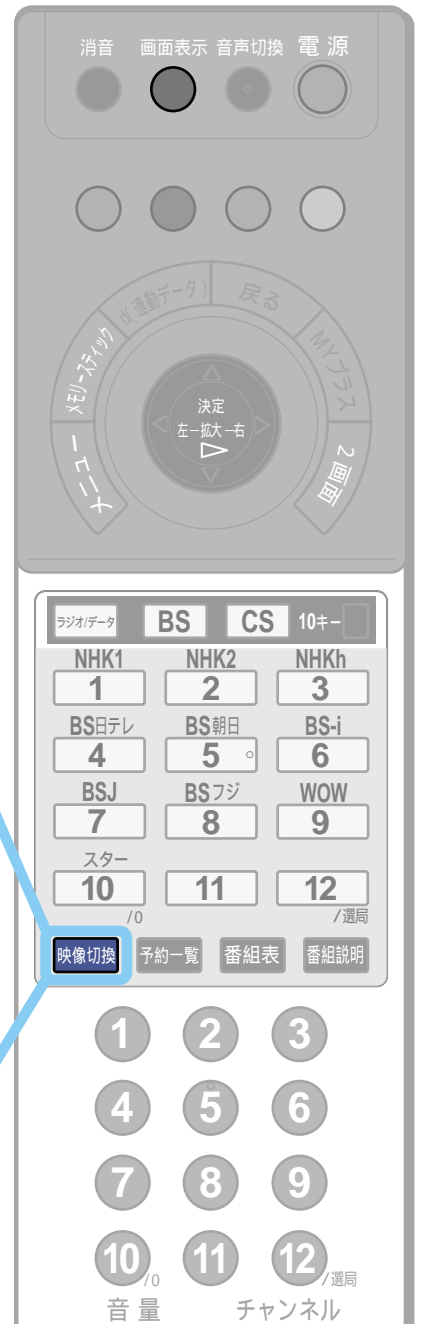 消音 画面表示 音声切換 電源
d(連動データ) 戻る
メモリースティック MYプラス
決定
左－拡大－右
メニュー 2画面
ラジオ/データ BS CS 10キー
NHK1 NHK2 NHKh
1 2 3
BS日テレ BS朝日 BS-i
4 5 6
BSJ BSフジ WOW
7 8 9
スター
10 11 12
/0 /選局
映像切換 予約一覧 番組表 番組説明
1 2 3
4 5 6
7 8 9
10/0 11 12/選局
音量 チャンネル